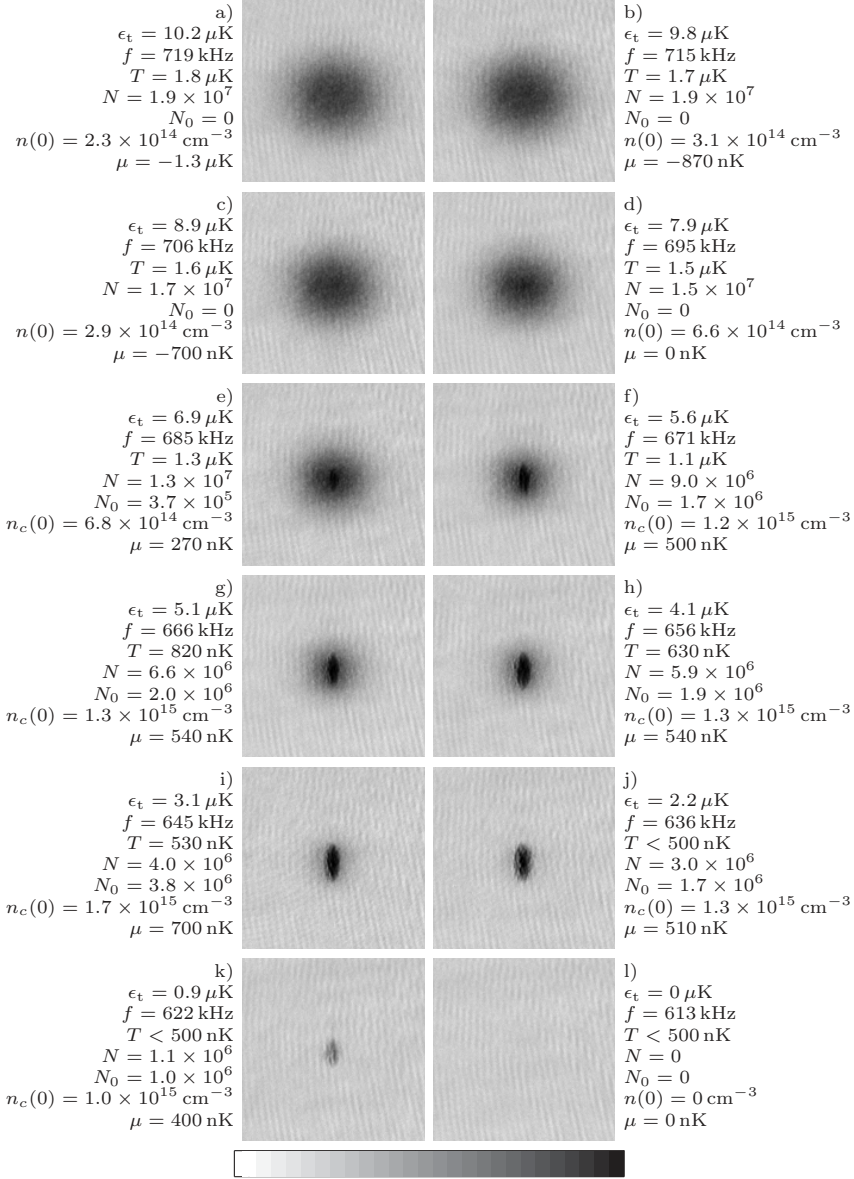 a)
ϵt = 10.2 μK
f = 719 kHz
T = 1.8 μK
N = 1.9 × 10^7
N0 = 0
n(0) = 2.3 × 10^14 cm^−3
μ = −1.3 μK
b)
ϵt = 9.8 μK
f = 715 kHz
T = 1.7 μK
N = 1.9 × 10^7
N0 = 0
n(0) = 3.1 × 10^14 cm^−3
μ = −870 nK
c)
ϵt = 8.9 μK
f = 706 kHz
T = 1.6 μK
N = 1.7 × 10^7
N0 = 0
n(0) = 2.9 × 10^14 cm^−3
μ = −700 nK
d)
ϵt = 7.9 μK
f = 695 kHz
T = 1.5 μK
N = 1.5 × 10^7
N0 = 0
n(0) = 6.6 × 10^14 cm^−3
μ = 0 nK
e)
ϵt = 6.9 μK
f = 685 kHz
T = 1.3 μK
N = 1.3 × 10^7
N0 = 3.7 × 10^5
nc(0) = 6.8 × 10^14 cm^−3
μ = 270 nK
f)
ϵt = 5.6 μK
f = 671 kHz
T = 1.1 μK
N = 9.0 × 10^6
N0 = 1.7 × 10^6
nc(0) = 1.2 × 10^15 cm^−3
μ = 500 nK
g)
ϵt = 5.1 μK
f = 666 kHz
T = 820 nK
N = 6.6 × 10^6
N0 = 2.0 × 10^6
nc(0) = 1.3 × 10^15 cm^−3
μ = 540 nK
h)
ϵt = 4.1 μK
f = 656 kHz
T = 630 nK
N = 5.9 × 10^6
N0 = 1.9 × 10^6
nc(0) = 1.3 × 10^15 cm^−3
μ = 540 nK
i)
ϵt = 3.1 μK
f = 645 kHz
T = 530 nK
N = 4.0 × 10^6
N0 = 3.8 × 10^6
nc(0) = 1.7 × 10^15 cm^−3
μ = 700 nK
j)
ϵt = 2.2 μK
f = 636 kHz
T < 500 nK
N = 3.0 × 10^6
N0 = 1.7 × 10^6
nc(0) = 1.3 × 10^15 cm^−3
μ = 510 nK
k)
ϵt = 0.9 μK
f = 622 kHz
T < 500 nK
N = 1.1 × 10^6
N0 = 1.0 × 10^6
nc(0) = 1.0 × 10^15 cm^−3
μ = 400 nK
l)
ϵt = 0 μK
f = 613 kHz
T < 500 nK
N = 0
N0 = 0
n(0) = 0 cm^−3
μ = 0 nK